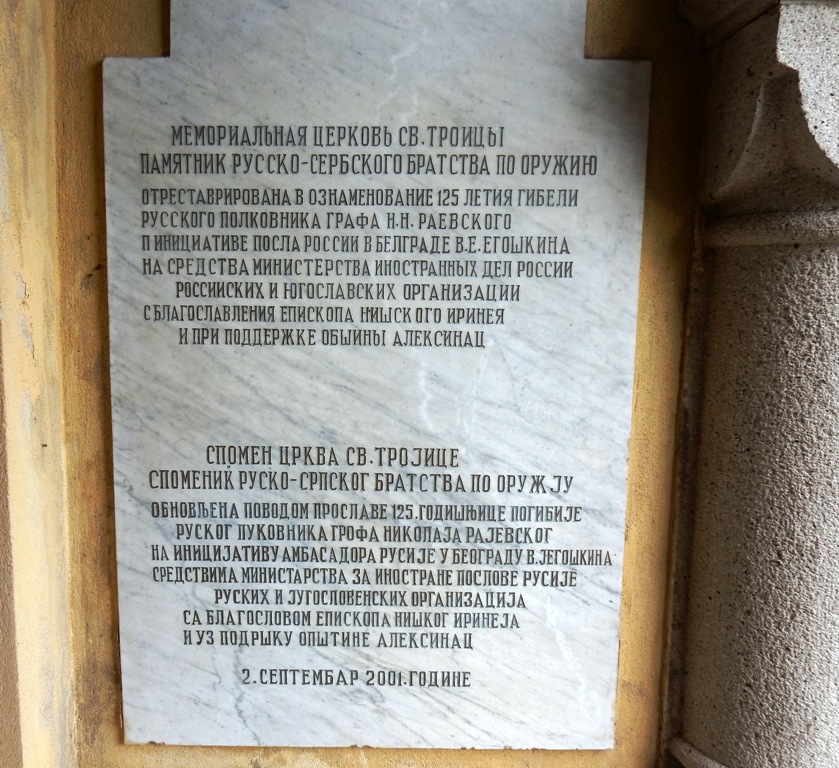 МЕМОРИАЛЬНАЯ ЦЕРКОВЬ СВ.ТРОИЦЫ
ПАМЯТНИК РУССКО-СЕРБСКОГО БРАТСТВА ПО ОРУЖИЮ
ОТРЕСТАВРИРОВАНА В ОЗНАМЕНОВАНИЕ 125 ЛЕТИЯ ГИБЕЛИ
РУССКОГО ПОЛКОВНИКА ГРАФА Н.Н. РАЕВСКОГО
П ИНИЦИАТИВЕ ПОСЛА РОССИИ В БЕЛГРАДЕ В.Е.ЕГОШКИНА
НА СРЕДСТВА МИНИСТЕРСТВА ИНОСТРАННЫХ ДЕЛ РОССИИ
РОССИИСКИХ И ЮГОСЛАВСКИХ ОРГАНИЗАЦИИ
С БЛАГОСЛАВЛЕНИЯ ЕПИСКОПА НИШСКОГО ИРИНЕЯ
И ПРИ ПОДДЕРЖКЕ ОБШИНЫ АЛЕКСИНАЦ
СПОМЕН ЦРКВА СВ.ТРОЈИЦЕ
СПОМЕНИК РУСКО-СРПСКОГ БРАТСТВА ПО ОРУЖЈУ
ОБНОВЉЕНА ПОВОДОМ ПРОСЛАВЕ 125.ГОДИШЊИЦЕ ПОГИБИЈЕ
РУСКОГ ПУКОВНИКА ГРОФА НИКОЛАЈА РАЈЕВСКОГ
НА ИНИЦИЈАТИВУ АМБАСАДОРА РУСИЈЕ У БЕОГРАДУ В.ЈЕГОШКИНА
СРЕДСТВИМА МИНИСТАРСТВА ЗА ИНОСТРАНЕ ПОСЛОВЕ РУСИЈЕ
РУСКИХ И ЈУГОСЛОВЕНСКИХ ОРГАНИЗАЦИЈА
СА БЛАГОСЛОВОМ ЕПИСКОПА НИШКОГ ИРИНЕЈА
И УЗ ПОДРЫКУ ОПШТИНЕ АЛЕКСИНАЦ
2.СЕПТЕМБАР 2001.ГОДИНЕ